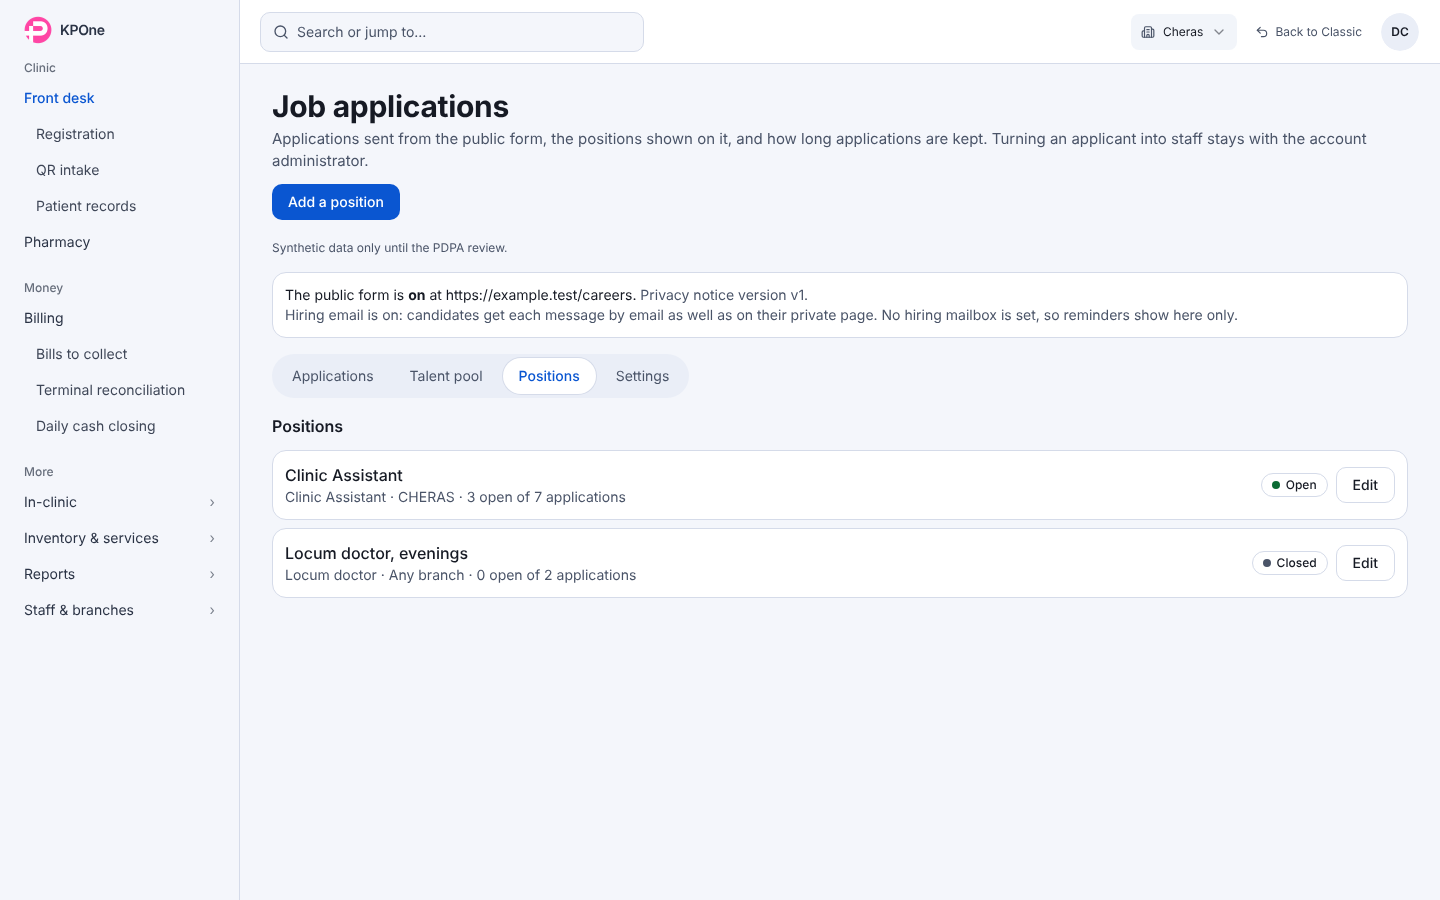 KPOne
Search or jump to...
Cheras
Back to Classic
DC
Clinic
Front desk
Registration
QR intake
Patient records
Pharmacy
Money
Billing
Bills to collect
Terminal reconciliation
Daily cash closing
More
In-clinic
Inventory & services
Reports
Staff & branches
Job applications
Applications sent from the public form, the positions shown on it, and how long applications are kept. Turning an applicant into staff stays with the account
administrator.
Add a position
Synthetic data only until the PDPA review.
The public form is on at https://example.test/careers. Privacy notice version v1.
Hiring email is on: candidates get each message by email as well as on their private page. No hiring mailbox is set, so reminders show here only.
Applications
Talent pool
Positions
Settings
Positions
Clinic Assistant
Clinic Assistant · CHERAS · 3 open of 7 applications
Open
Edit
Locum doctor, evenings
Locum doctor · Any branch · 0 open of 2 applications
Closed
Edit